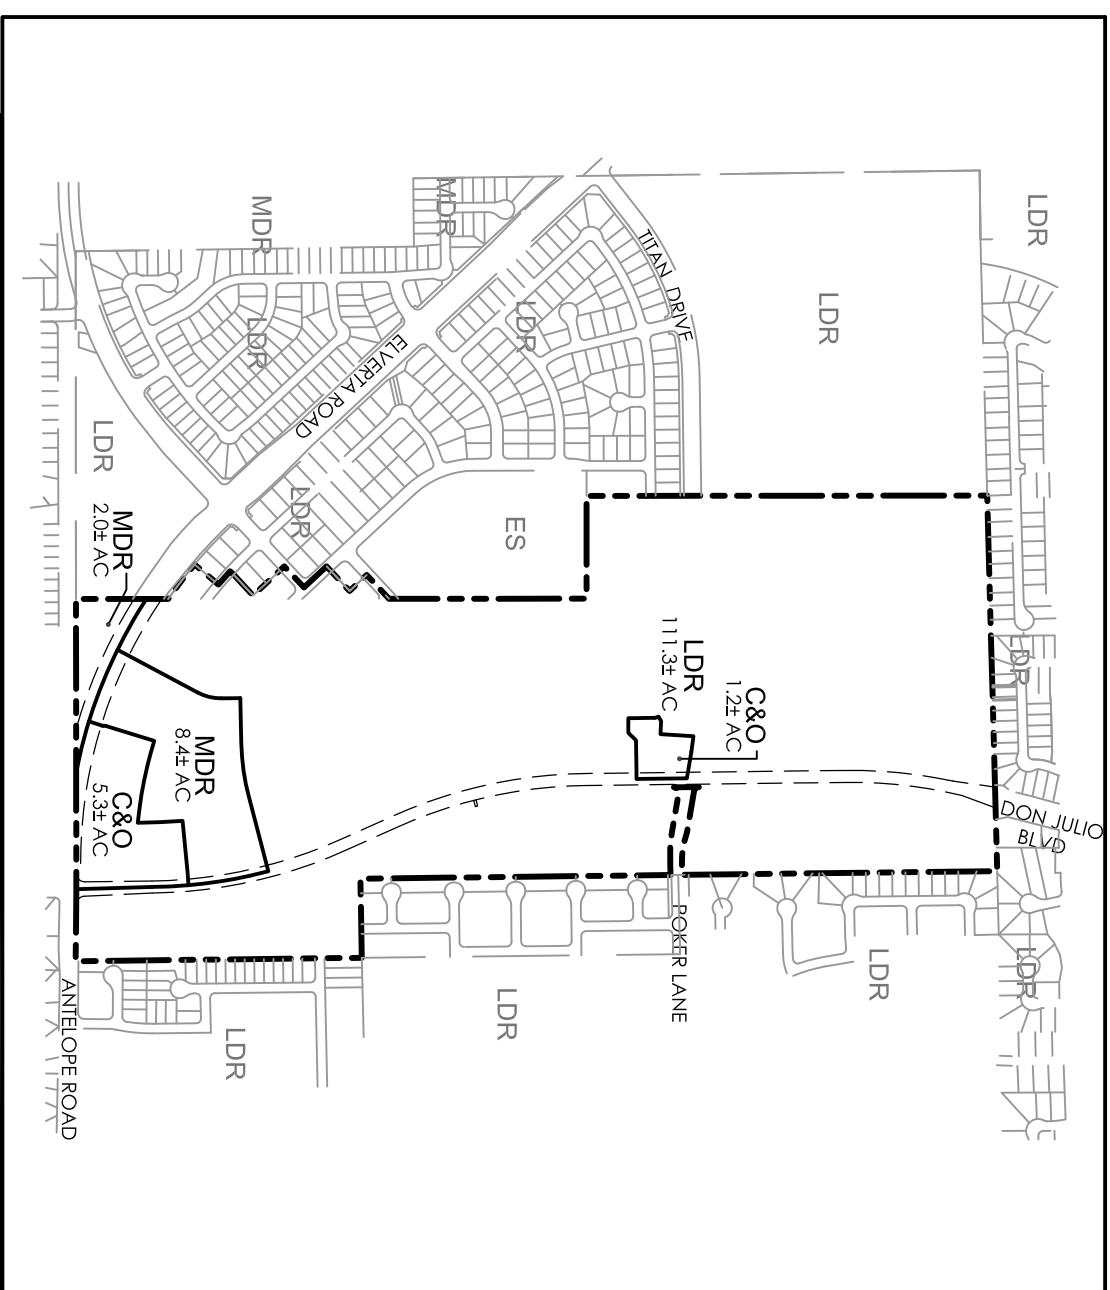 LDR
MDR
MDR
LDR
TITAN DRIVE
LDR
LDR
ELVERTA ROAD
LDR
LDR
MDR
2.0± AC
ES
LDR
111.3± AC
C&O
1.2± AC
LDR
MDR
8.4± AC
C&O
5.3± AC
DON JULIO
BLVD
POKER LANE
LDR
LDR
LDR
LDR
ANTELOPE ROAD